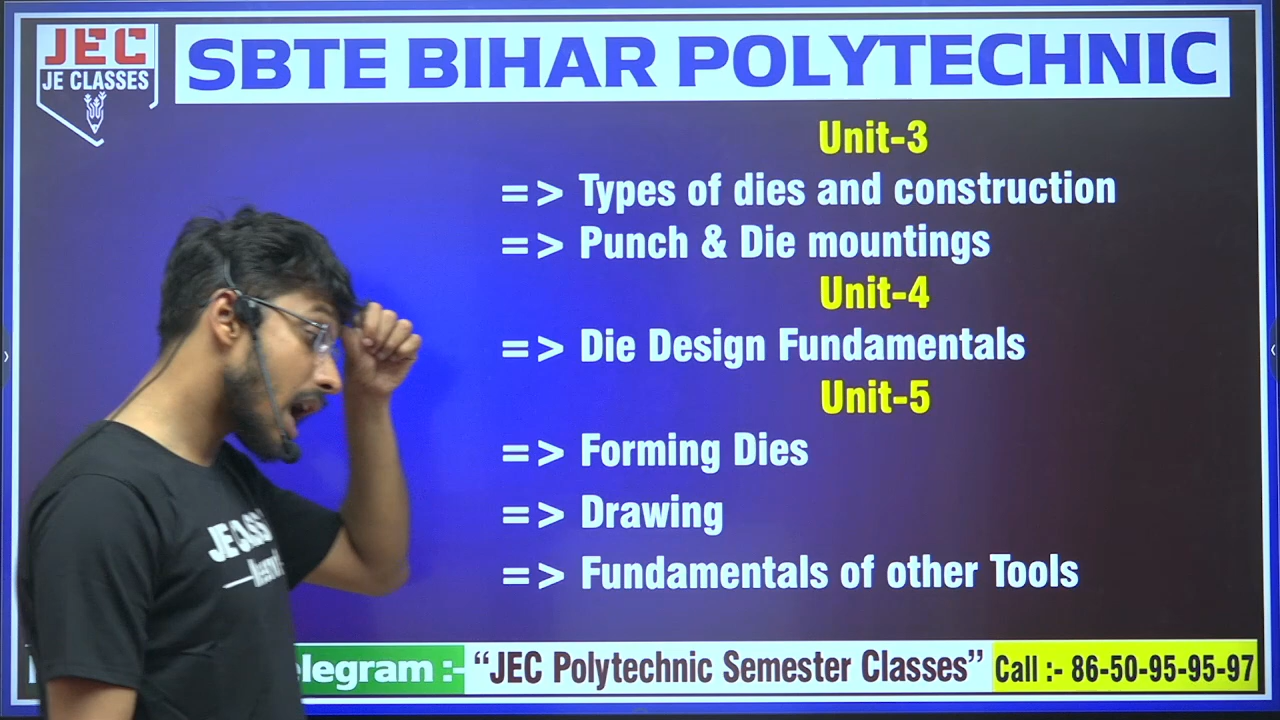 JEC
JE CLASSES
SBTE BIHAR POLYTECHNIC
Unit-3
=> Types of dies and construction
=> Punch & Die mountings
Unit-4
=> Die Design Fundamentals
Unit-5
=> Forming Dies
=> Drawing
=> Fundamentals of other Tools
elegram :- “JEC Polytechnic Semester Classes” Call :- 86-50-95-95-97